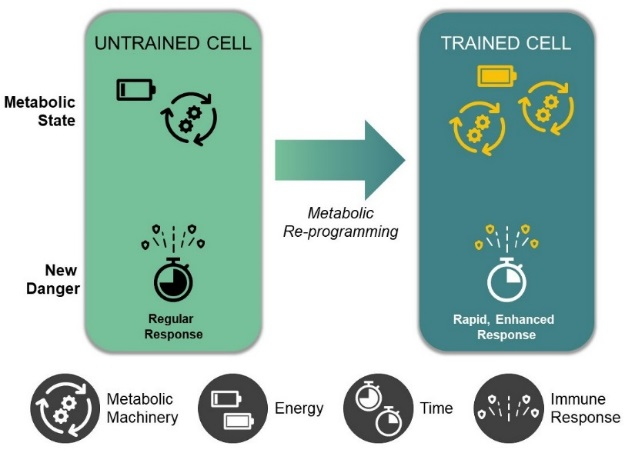 UNTRAINED CELL
TRAINED CELL
Metabolic
State
Metabolic
Re-programming
New
Danger
Regular
Response
Rapid, Enhanced
Response
Metabolic
Machinery
Energy
Time
Immune
Response